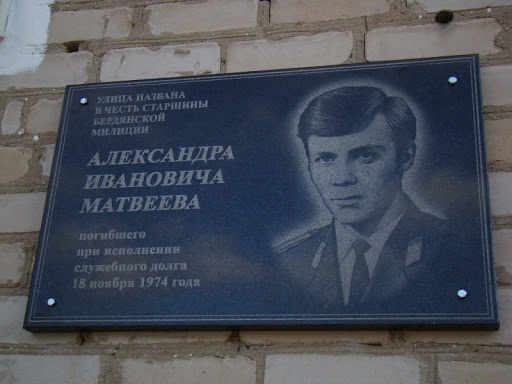 УЛИЦА НАЗВАНА
В ЧЕСТЬ СТАРШИНЫ
БЕРДЯНСКОЙ
МИЛИЦИИ
АЛЕКСАНДРА
ИВАНОВИЧА
МАТВЕЕВА
погибшего
при исполнении
служебного долга
18 ноября 1974 года